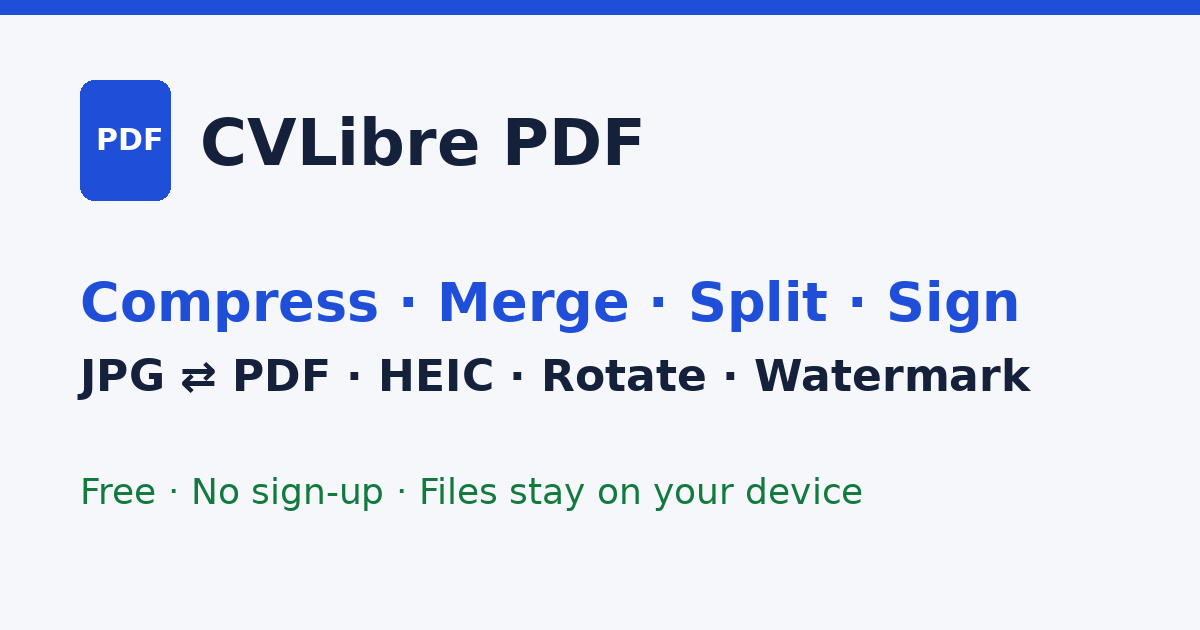 PDF
CVLibre PDF
Compress · Merge · Split · Sign
JPG ⇄ PDF · HEIC · Rotate · Watermark
Free · No sign-up · Files stay on your device